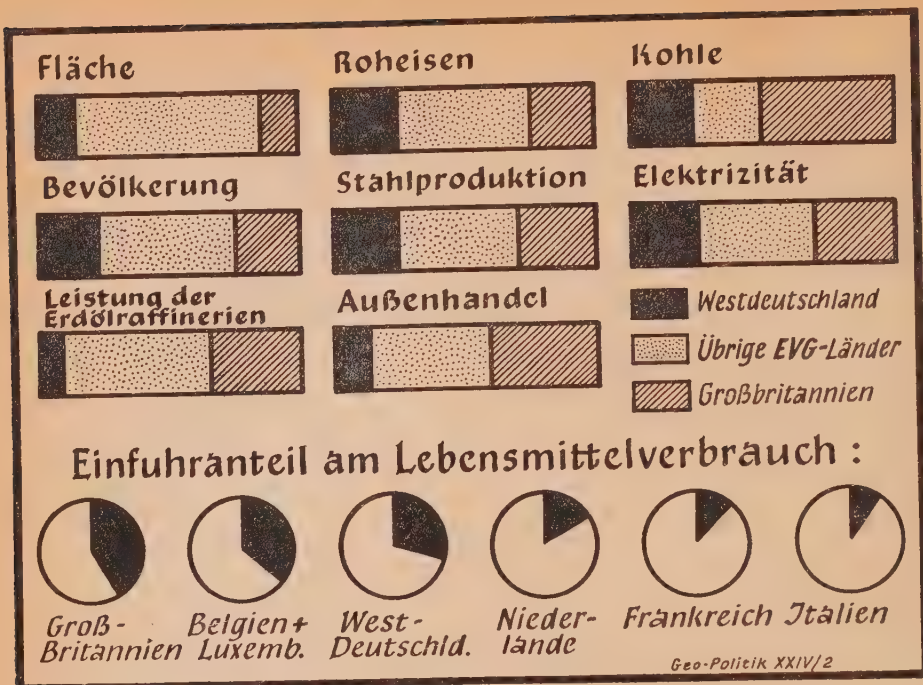 Fläche
Roheisen
Kohle
Bevölkerung
Stahlproduktion
Elektrizität
Leistung der
Erdölraffinerien
Außenhandel
Westdeutschland
Übrige EVG-Länder
Großbritannien
Einfuhranteil am Lebensmittelverbrauch :
Groß-
Britannien
Belgien+
Luxemb.
West-
Deutschld.
Nieder-
lande
Frankreich
Italien
Geo-Politik XXIV/2